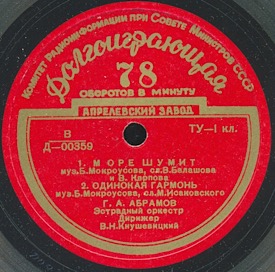 Комитет Радиоинформации при Совете Министров СССР
Долгоиграющая
78
ОБОРОТОВ В МИНУТУ
АПРЕЛЕВСКИЙ ЗАВОД
В
Д—00359
ТУ—I кл.
1. МОРЕ ШУМИТ
муз.Б.Мокроусова, сл.В.Балашова
и В. Карпова
2. ОДИНОКАЯ ГАРМОНЬ
муз.Б.Мокроусова, сл.М.Исаковского
Г. А. АБРАМОВ
Эстрадный оркестр
Дирижер
В.Н.Кнушевицкий